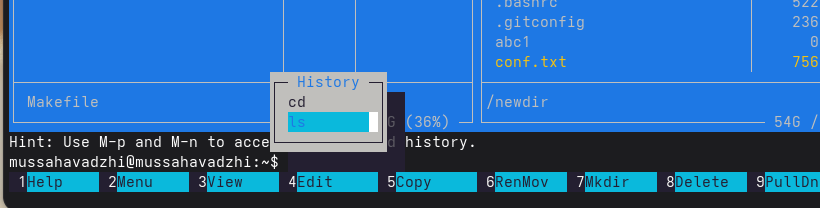 .bashrc 522
.gitconfig 236
abc1 0
conf.txt 756
History
Makefile
cd
/newdir
ls
G (36%)
54G /
Hint: Use M-p and M-n to acce d history.
mussahavadzhi@mussahavadzhi:~$
1Help 2Menu 3View 4Edit 5Copy 6RenMov 7Mkdir 8Delete 9PullDn